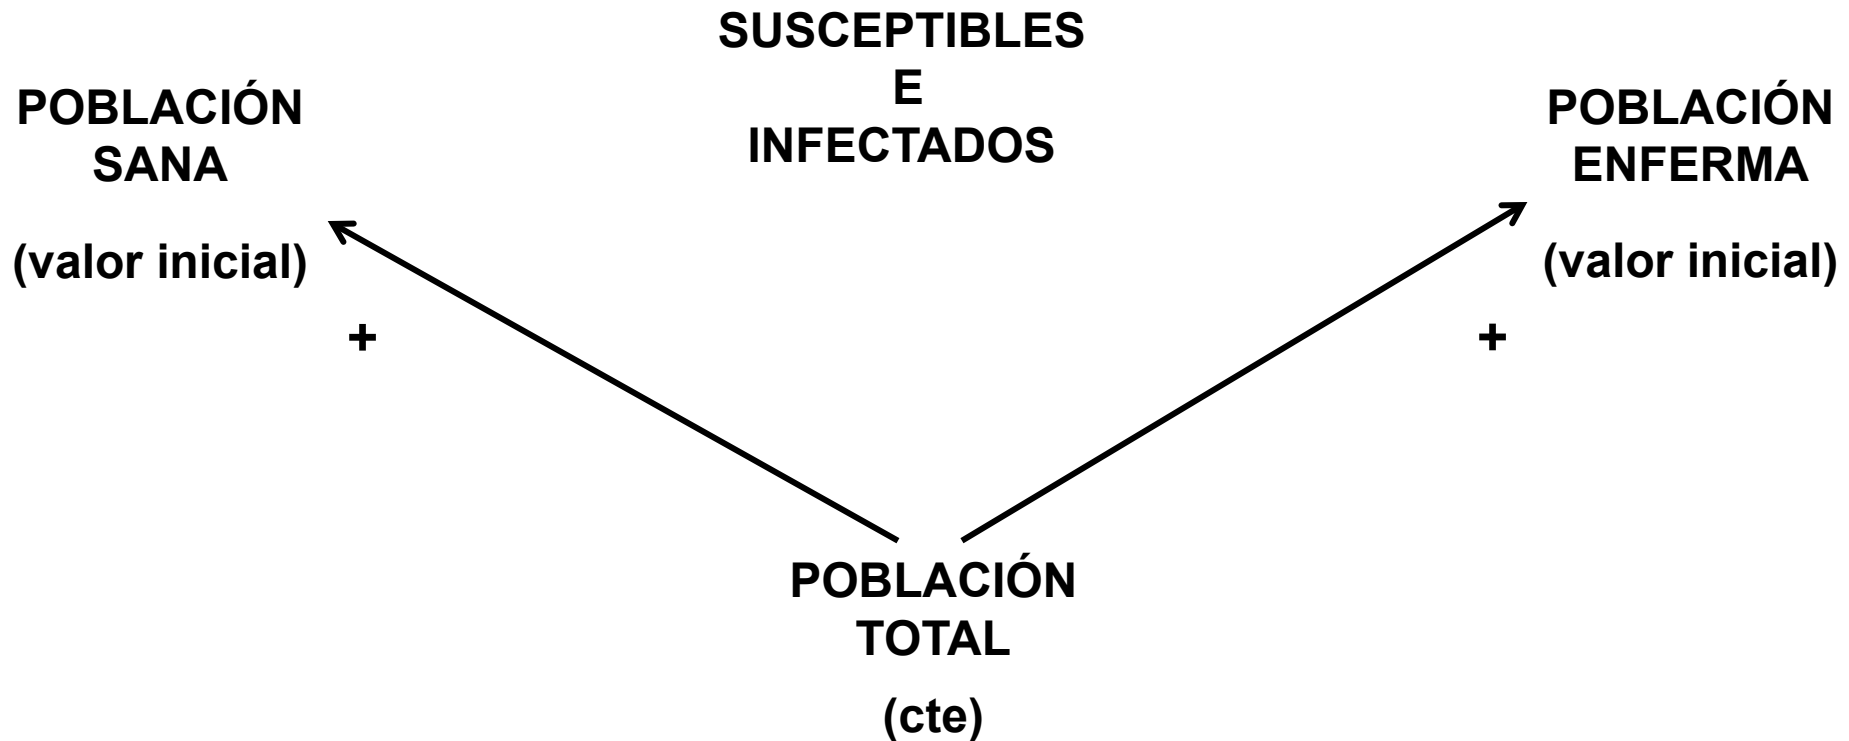 SUSCEPTIBLES
E
INFECTADOS
POBLACIÓN
SANA
(valor inicial)
+
POBLACIÓN
ENFERMA
(valor inicial)
+
POBLACIÓN
TOTAL
(cte)